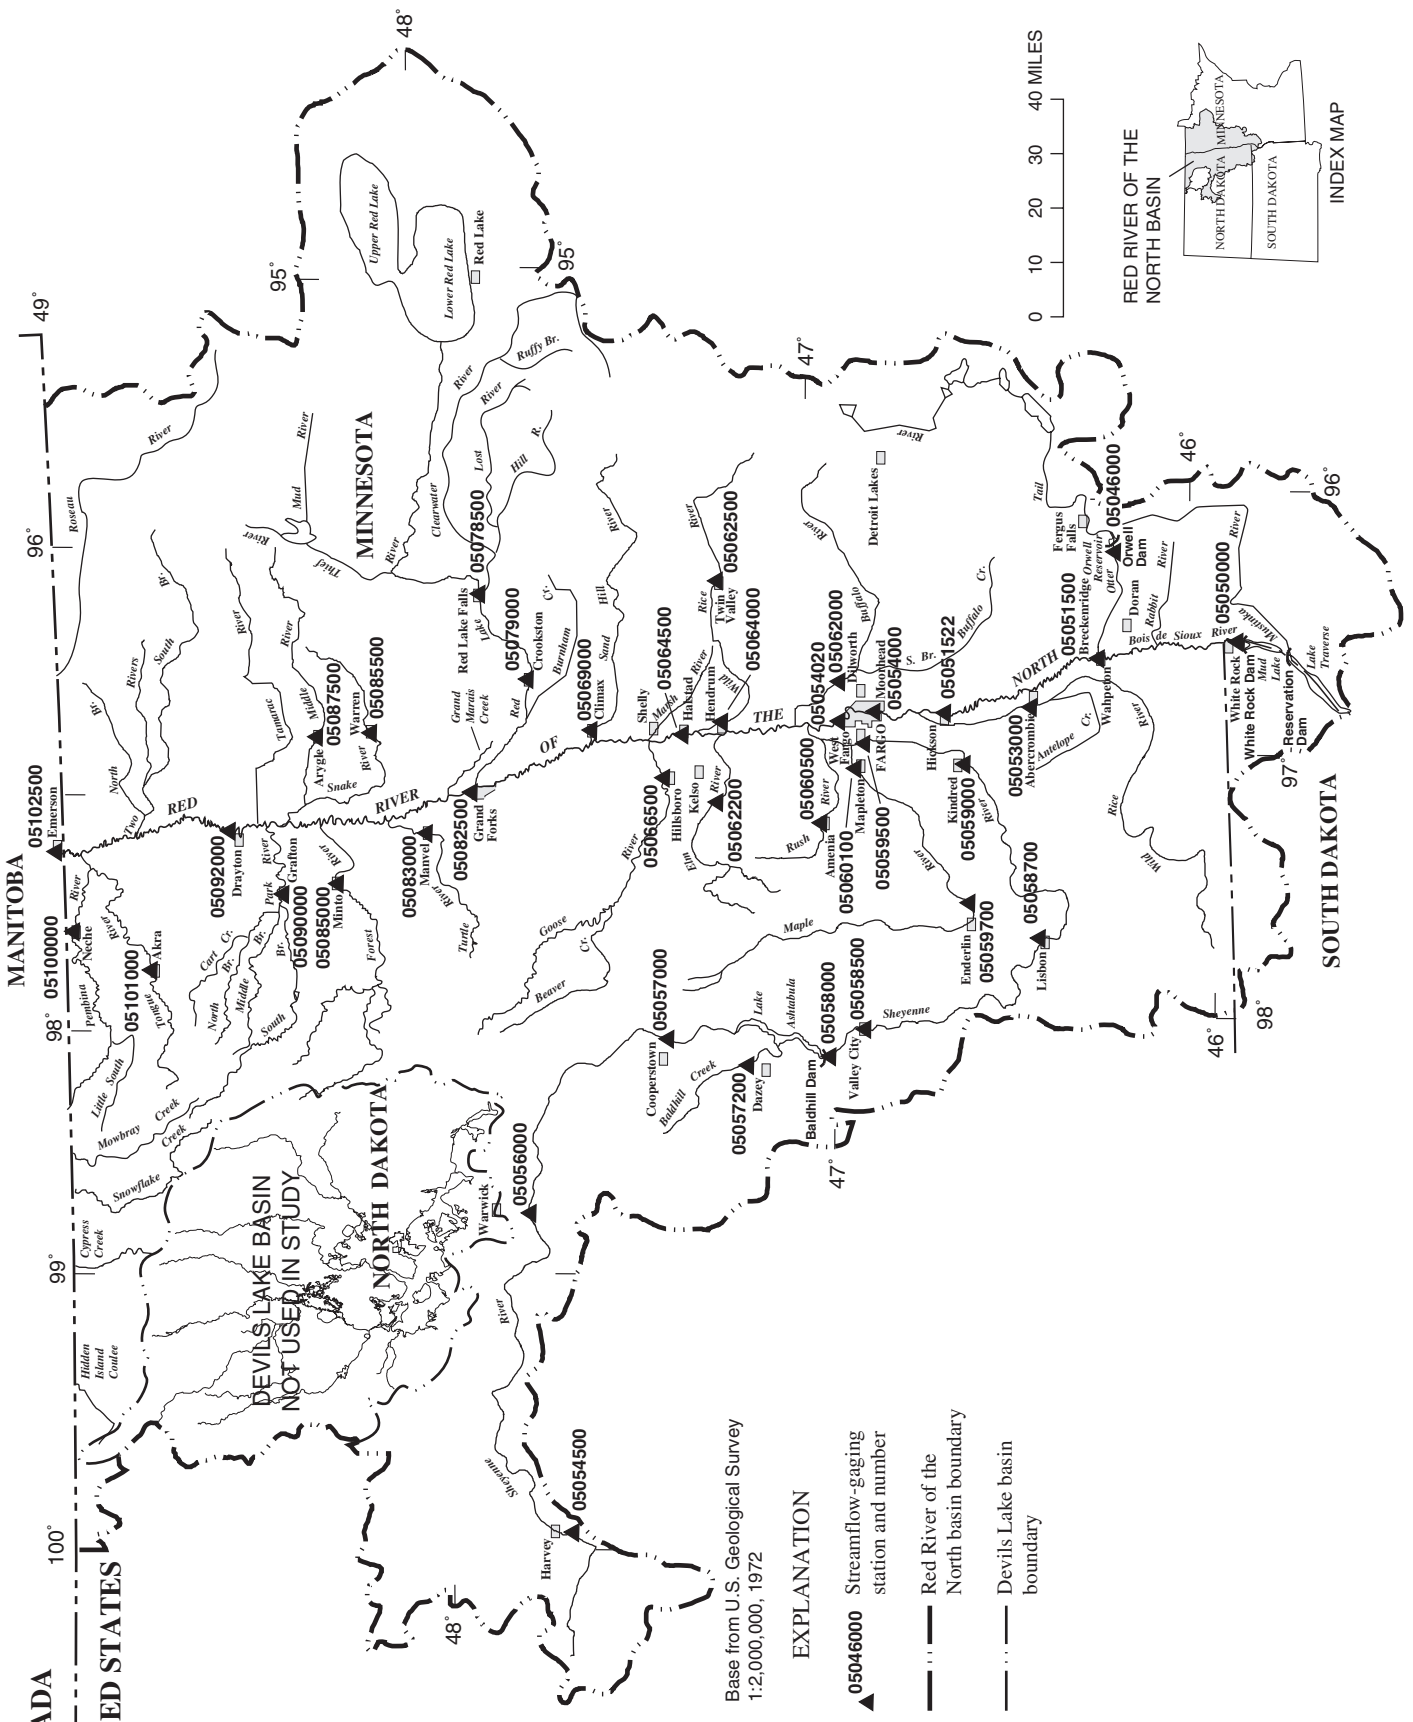 MANITOBA
ADA
ED STATES
100°
99°
98°
96°
49°
95°
48°
95°
47°
46°
96°
97°
98°
46°
47°
48°
05102500
Emerson
05100000
Neche
05101000
Akra
Pembina
River
Tongue
River
Little South
Mowbray
Creek
Snowflake
Creek
Cypress
Creek
Hidden
Island
Coulee
Roseau
River
Two
North
Br.
Rivers
South
Br.
RED
RIVER
OF
THE
NORTH
05092000
Drayton
Park
River
Grafton
05090000
05085000
Minto
Cart
Cr.
North
Br.
Middle
Br.
South
Br.
Forest
River
Tamarac
River
Middle
River
Argyle
05087500
Warren
05085500
Snake
River
05083000
Manvel
Turtle
River
05082500
Grand
Forks
Grand
Marais
Creek
MINNESOTA
Mud
River
Thief
River
River
Upper Red Lake
Lower Red Lake
Red Lake
Clearwater
River
Lost
River
Hill
R.
Ruffy Br.
05078500
Red Lake Falls
05079000
Crookston
Red
Lake
Burnham
Cr.
05069000
Climax
Sand
Hill
River
Shelly
Marsh
River
05064500
Halstad
Hendrum
05064000
Wild
Rice
River
Twin
Valley
05062500
05066500
Hillsboro
Goose
River
Beaver
Cr.
Kelso
Elm
River
05062200
05054020
05062000
Dilworth
Moorhead
05054000
FARGO
West
Fargo
Buffalo
River
S. Br.
Buffalo
Cr.
Detroit Lakes
05060500
Amenia
Rush
River
05060100
Mapleton
05059500
Maple
River
Enderlin
05059700
05051522
Hickson
Kindred
05059000
River
Lisbon
05058700
05053000
Abercrombie
Antelope
Cr.
Wild
Rice
River
05051500
Breckenridge
Wahpeton
Otter
Tail
River
Orwell
Reservoir
Fergus
Falls
05046000
Orwell
Dam
Doran
Rabbit
River
Bois de Sioux River
05050000
White Rock
White Rock Dam
Mud
Lake
Mustinka
River
Lake
Traverse
Reservation
Dam
SOUTH DAKOTA
NORTH DAKOTA
DEVILS LAKE BASIN
NOT USED IN STUDY
Warwick
05056000
Sheyenne
River
Harvey
05054500
Cooperstown
05057000
Baldhill
Creek
05057200
Dazey
Lake
Ashtabula
Baldhill Dam
05058000
Valley City
05058500
Sheyenne
Base from U.S. Geological Survey
1:2,000,000, 1972
EXPLANATION
05046000 Streamflow-gaging
station and number
Red River of the
North basin boundary
Devils Lake basin
boundary
0 10 20 30 40 MILES
RED RIVER OF THE
NORTH BASIN
NORTH DAKOTA
MINNESOTA
SOUTH DAKOTA
INDEX MAP